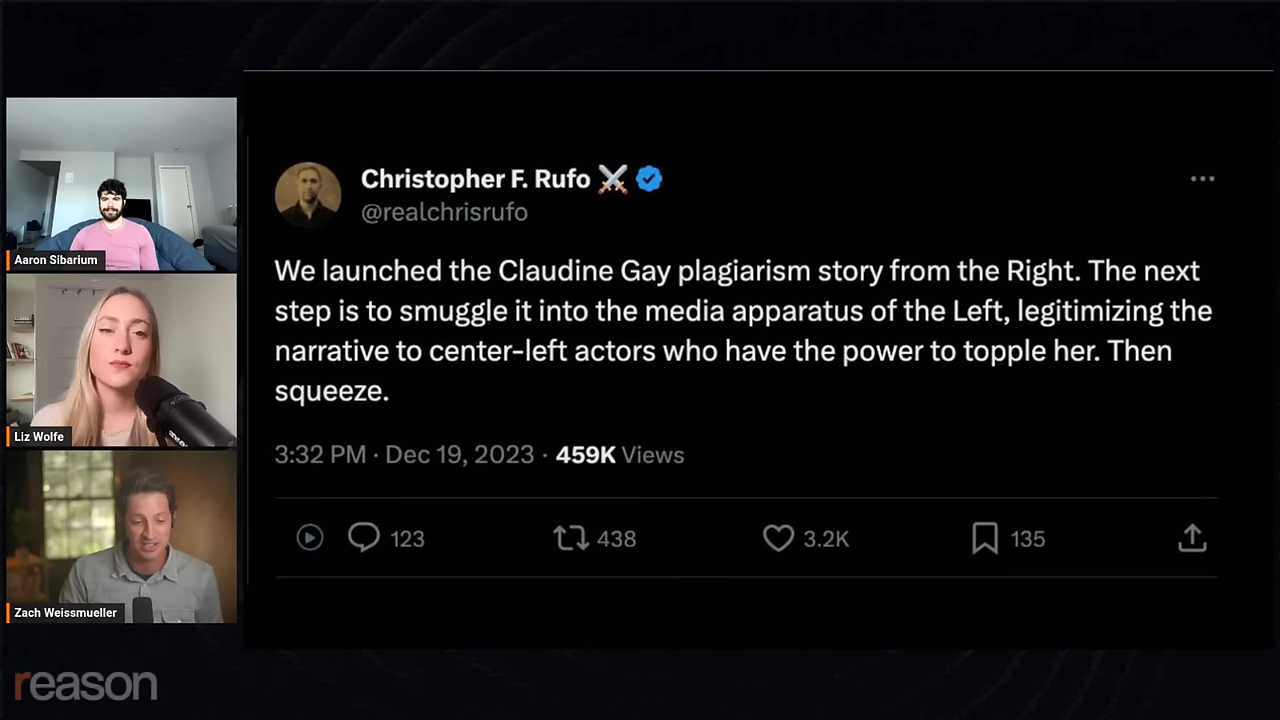 Aaron Sibarium
Liz Wolfe
Zach Weissmueller
reason
Christopher F. Rufo ⚔️
@realchrisrufo
We launched the Claudine Gay plagiarism story from the Right. The next
step is to smuggle it into the media apparatus of the Left, legitimizing the
narrative to center-left actors who have the power to topple her. Then
squeeze.
3:32 PM · Dec 19, 2023 · 459K Views
123 438 3.2K 135